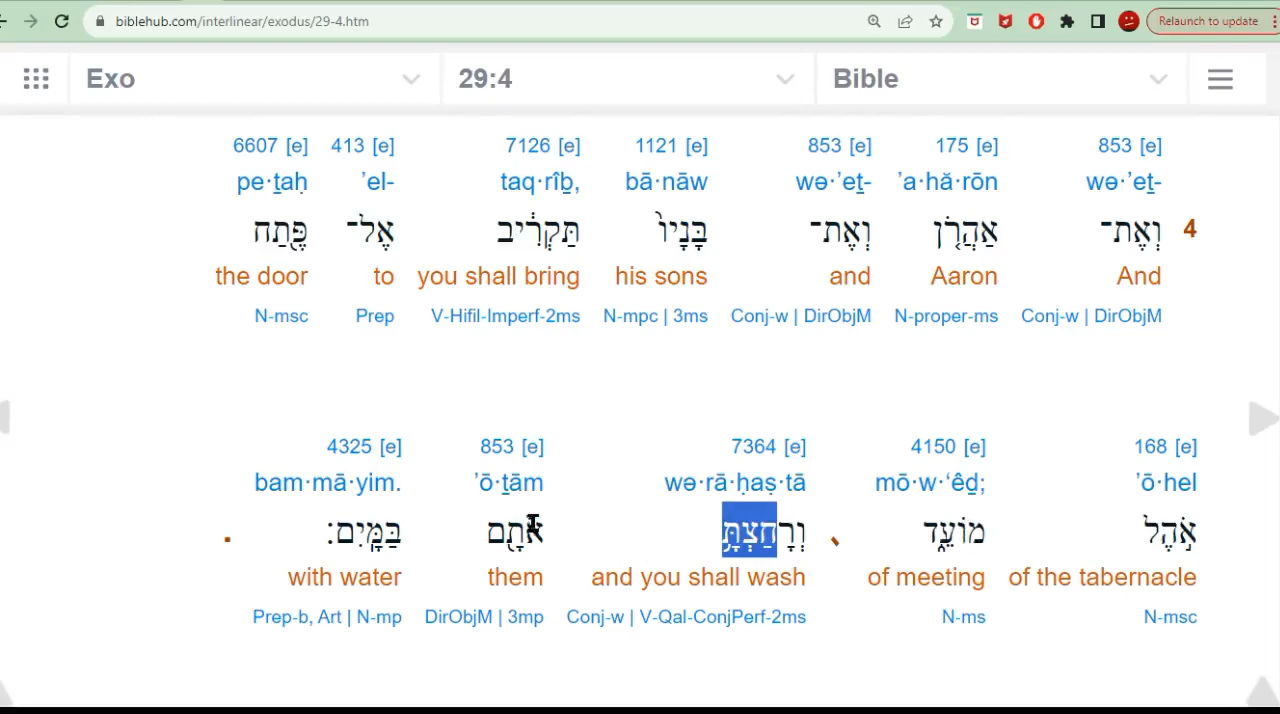 biblehub.com/interlinear/exodus/29-4.htm Relaunch to update
Exo 29:4 Bible
6607 [e] 413 [e] 7126 [e] 1121 [e] 853 [e] 175 [e] 853 [e]
pe·ṯaḥ ’el- taq·rîḇ, bā·nāw wə·’eṯ- ’a·hă·rōn wə·’eṯ-
4 וְאֶת־ אַהֲרֹ֤ן וְאֶת־ בָּנָיו֙ תַּקְרִ֔יב אֶל־ פֶּ֖תַח
the door to you shall bring his sons and Aaron And
N-msc Prep V-Hifil-Imperf-2ms N-mpc | 3ms Conj-w | DirObjM N-proper-ms Conj-w | DirObjM
4325 [e] 853 [e] 7364 [e] 4150 [e] 168 [e]
bam·mā·yim. ’ō·ṯām wə·rā·ḥaṣ·tā mō·w·‘êḏ; ’ō·hel
אֹ֣הֶל מוֹעֵ֑ד 、 וְרָחַצְתָּ֥ אֹתָ֖ם בַּמָּֽיִם׃ .
with water them and you shall wash of meeting of the tabernacle
Prep-b, Art | N-mp DirObjM | 3mp Conj-w | V-Qal-ConjPerf-2ms N-ms N-msc